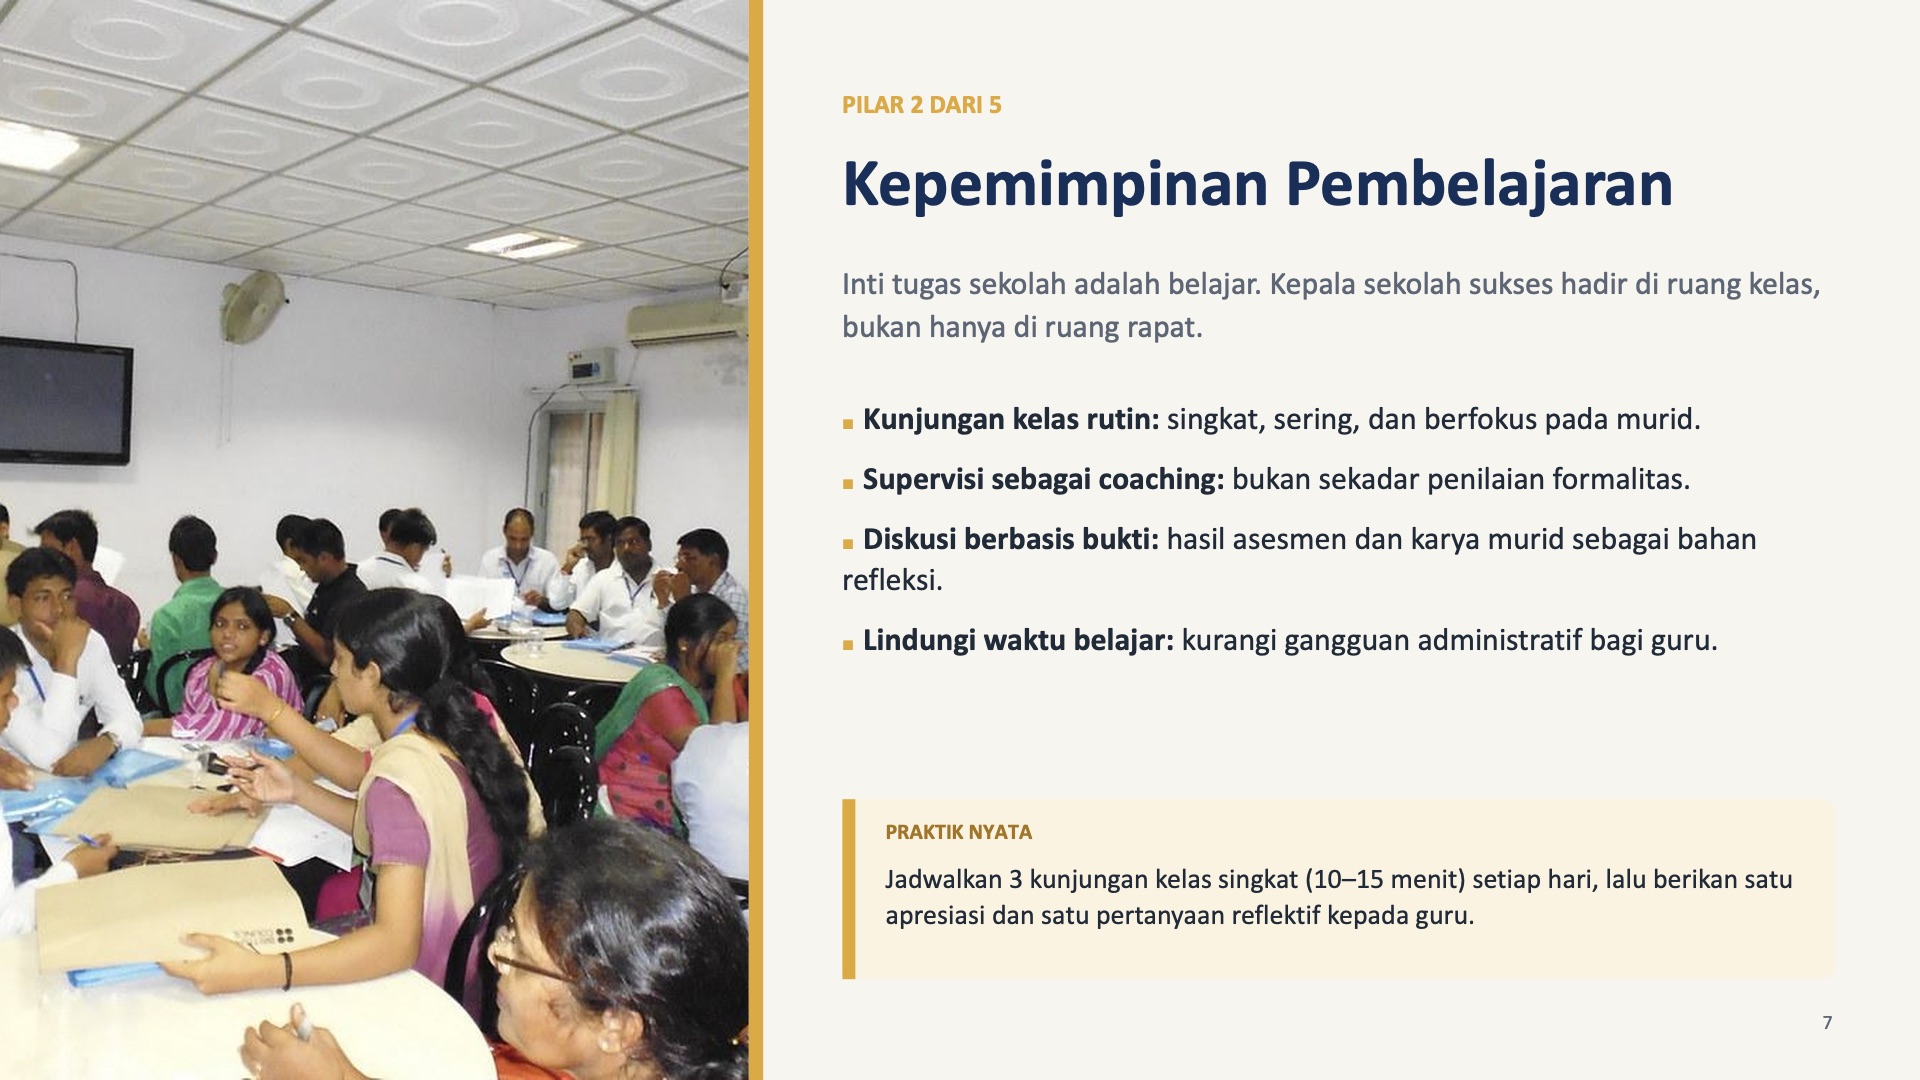 PILAR 2 DARI 5
Kepemimpinan Pembelajaran
Inti tugas sekolah adalah belajar. Kepala sekolah sukses hadir di ruang kelas,
bukan hanya di ruang rapat.
▪ Kunjungan kelas rutin: singkat, sering, dan berfokus pada murid.
▪ Supervisi sebagai coaching: bukan sekadar penilaian formalitas.
▪ Diskusi berbasis bukti: hasil asesmen dan karya murid sebagai bahan
refleksi.
▪ Lindungi waktu belajar: kurangi gangguan administratif bagi guru.
PRAKTIK NYATA
Jadwalkan 3 kunjungan kelas singkat (10–15 menit) setiap hari, lalu berikan satu
apresiasi dan satu pertanyaan reflektif kepada guru.
7